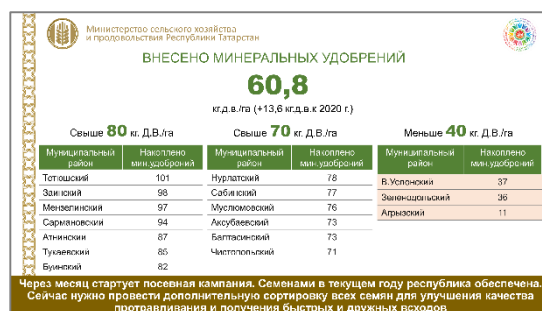 Министерство сельского хозяйства
и продовольствия Республики Татарстан
ВНЕСЕНО МИНЕРАЛЬНЫХ УДОБРЕНИЙ
60,8
кг.д.в./га (+13,6 кг.д.в.к 2020 г.)
Свыше 80 кг. Д.В./га
Муниципальный район Накоплено мин.удобрений
Тетюшский 101
Заинский 98
Мензелинский 97
Сармановский 94
Атнинский 87
Тукаевский 85
Буинский 82
Свыше 70 кг. Д.В./га
Муниципальный район Накоплено мин.удобрений
Нурлатский 78
Сабинский 77
Муслюмовский 76
Аксубаевский 73
Балтасинский 73
Чистопольский 71
Меньше 40 кг. Д.В./га
Муниципальный район Накоплено мин.удобрений
В.Услонский 37
Зеленодольский 36
Агрызский 11
Через месяц стартует посевная кампания. Семенами в текущем году республика обеспечена.
Сейчас нужно провести дополнительную сортировку всех семян для улучшения качества
протравливания и получения быстрых и дружных всходов